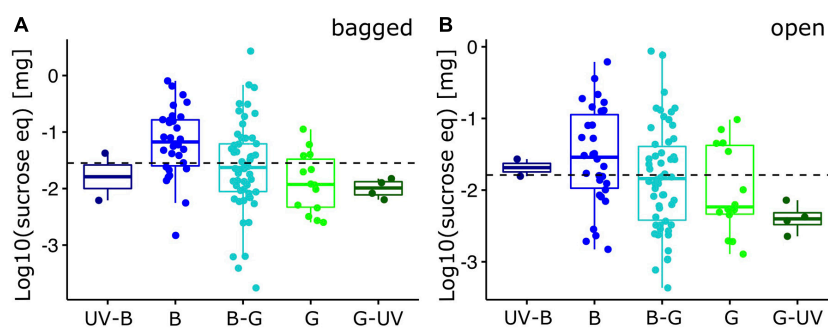 A
bagged
Log10(sucrose eq) [mg]
0
-1
-2
-3
UV-B B B-G G G-UV
B
open
Log10(sucrose eq) [mg]
0
-1
-2
-3
UV-B B B-G G G-UV